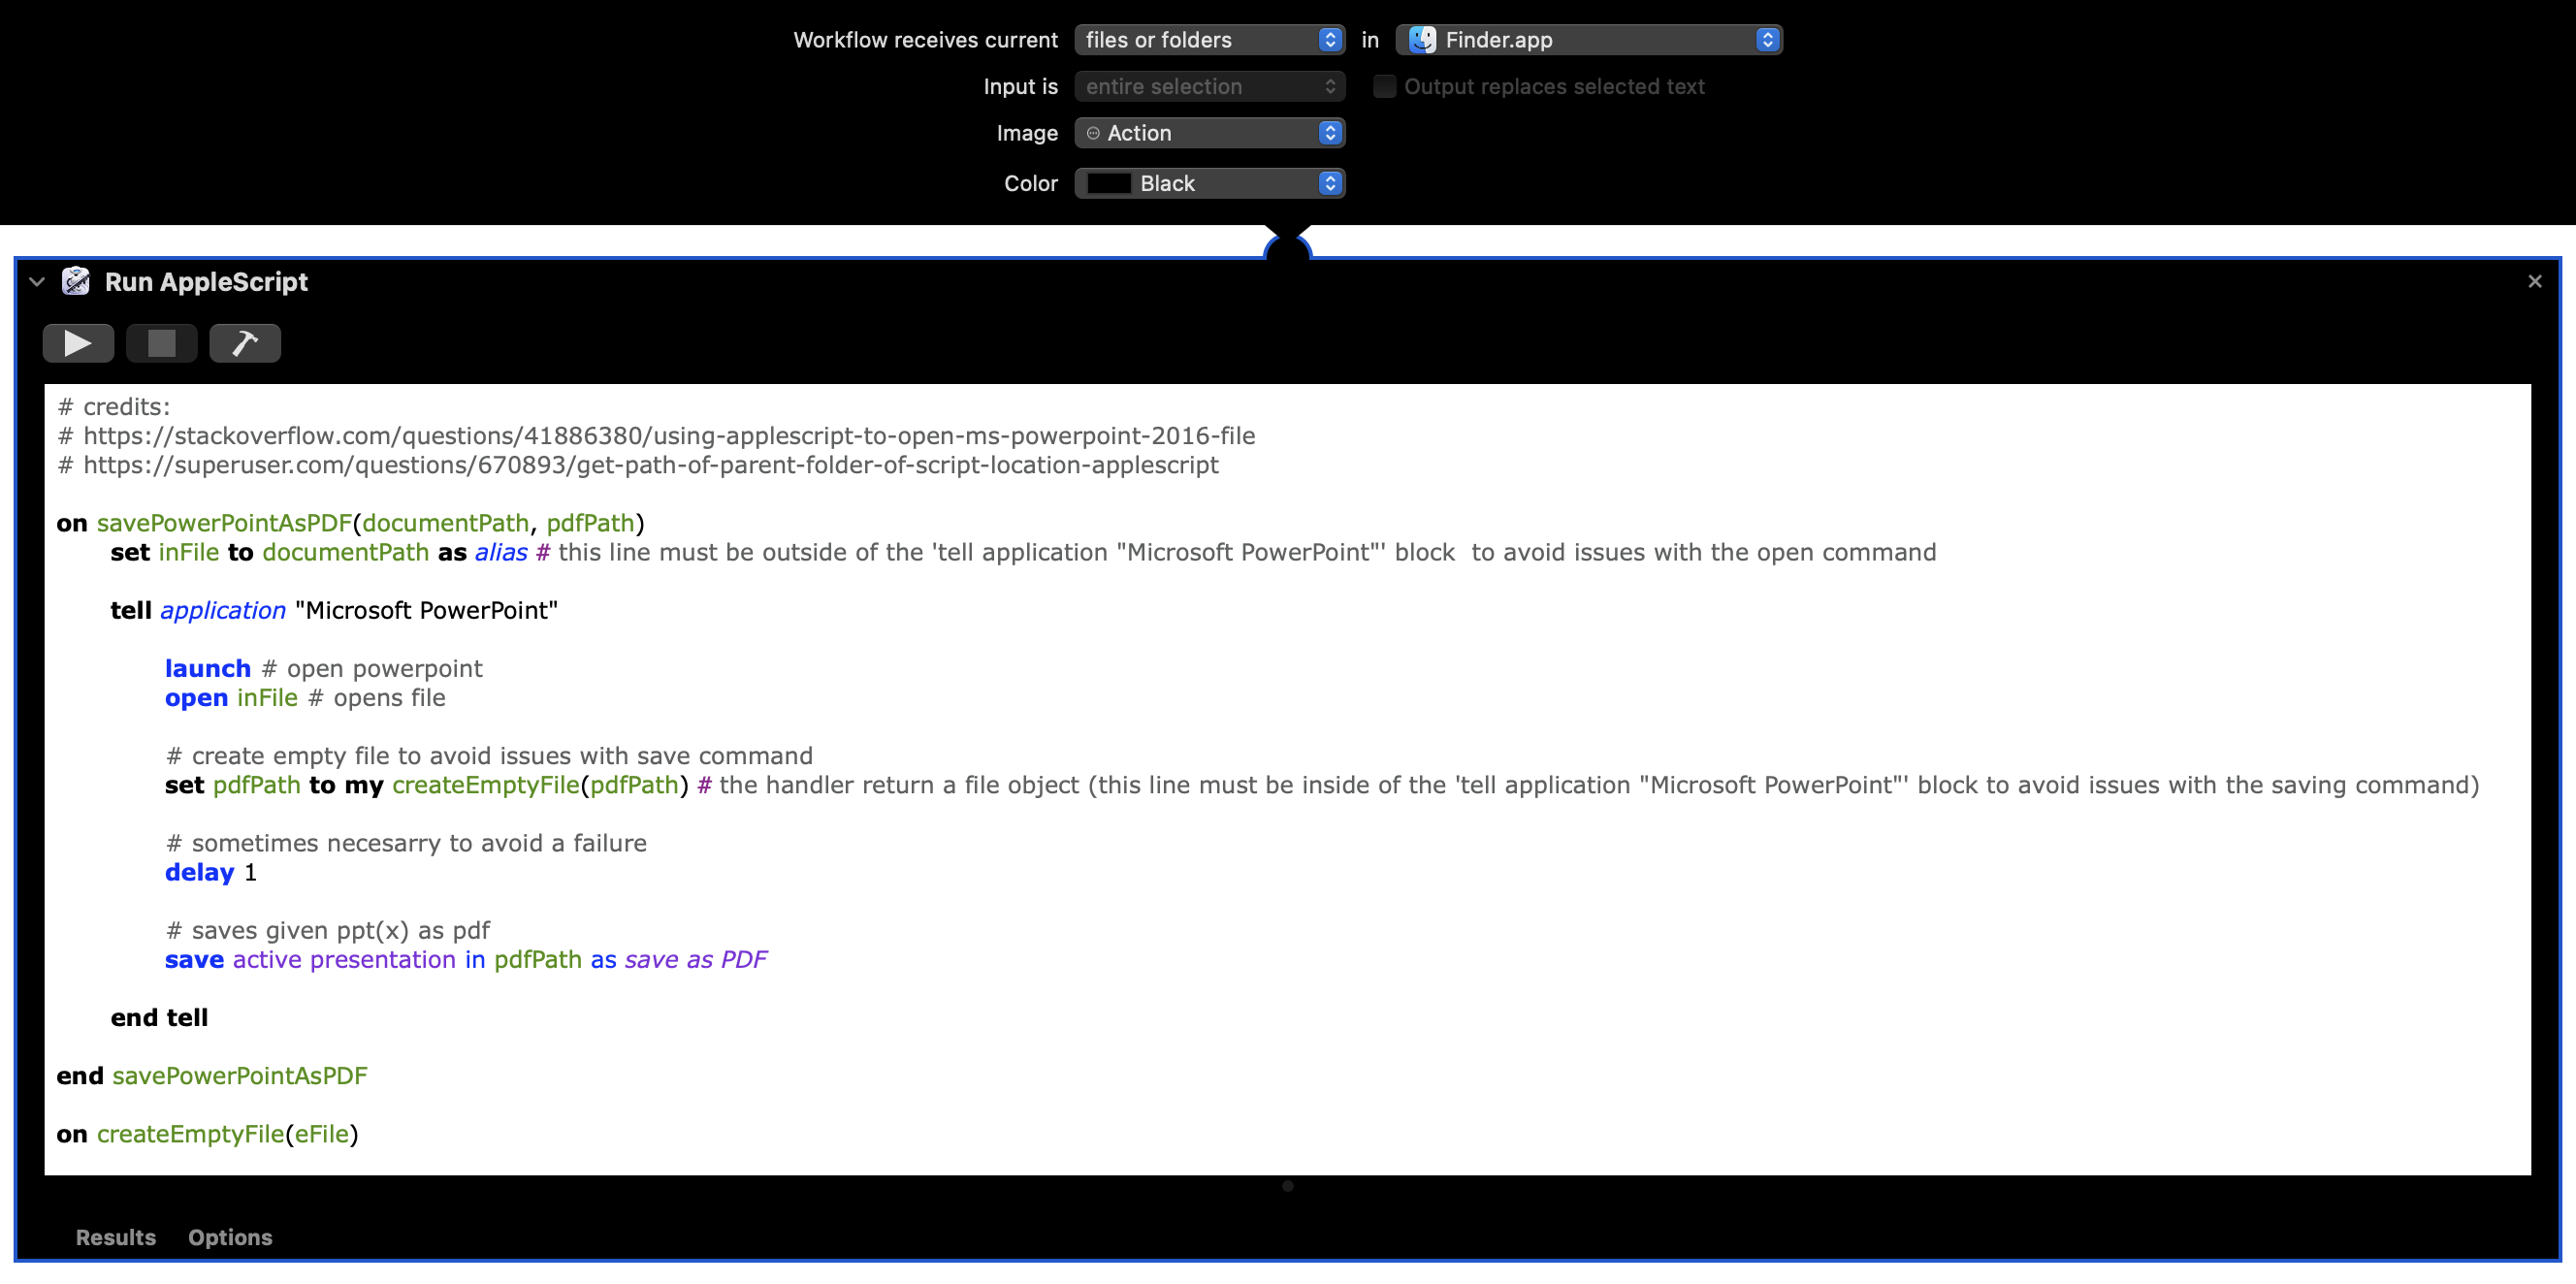 Workflow receives current files or folders in Finder.app
Input is entire selection Output replaces selected text
Image Action
Color Black
Run AppleScript
# credits:
# https://stackoverflow.com/questions/41886380/using-applescript-to-open-ms-powerpoint-2016-file
# https://superuser.com/questions/670893/get-path-of-parent-folder-of-script-location-applescript
on savePowerPointAsPDF(documentPath, pdfPath)
set inFile to documentPath as alias # this line must be outside of the 'tell application "Microsoft PowerPoint"' block  to avoid issues with the open command
tell application "Microsoft PowerPoint"
launch # open powerpoint
open inFile # opens file
# create empty file to avoid issues with save command
set pdfPath to my createEmptyFile(pdfPath) # the handler return a file object (this line must be inside of the 'tell application "Microsoft PowerPoint"' block to avoid issues with the saving command)
# sometimes necesarry to avoid a failure
delay 1
# saves given ppt(x) as pdf
save active presentation in pdfPath as save as PDF
end tell
end savePowerPointAsPDF
on createEmptyFile(eFile)
Results Options